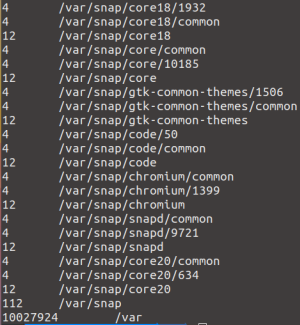 4 /var/snap/core18/1932
4 /var/snap/core18/common
12 /var/snap/core18
4 /var/snap/core/common
4 /var/snap/core/10185
12 /var/snap/core
4 /var/snap/gtk-common-themes/1506
4 /var/snap/gtk-common-themes/common
12 /var/snap/gtk-common-themes
4 /var/snap/code/50
4 /var/snap/code/common
12 /var/snap/code
4 /var/snap/chromium/common
4 /var/snap/chromium/1399
12 /var/snap/chromium
4 /var/snap/snapd/common
4 /var/snap/snapd/9721
12 /var/snap/snapd
4 /var/snap/core20/common
4 /var/snap/core20/634
12 /var/snap/core20
112 /var/snap
10027924 /var